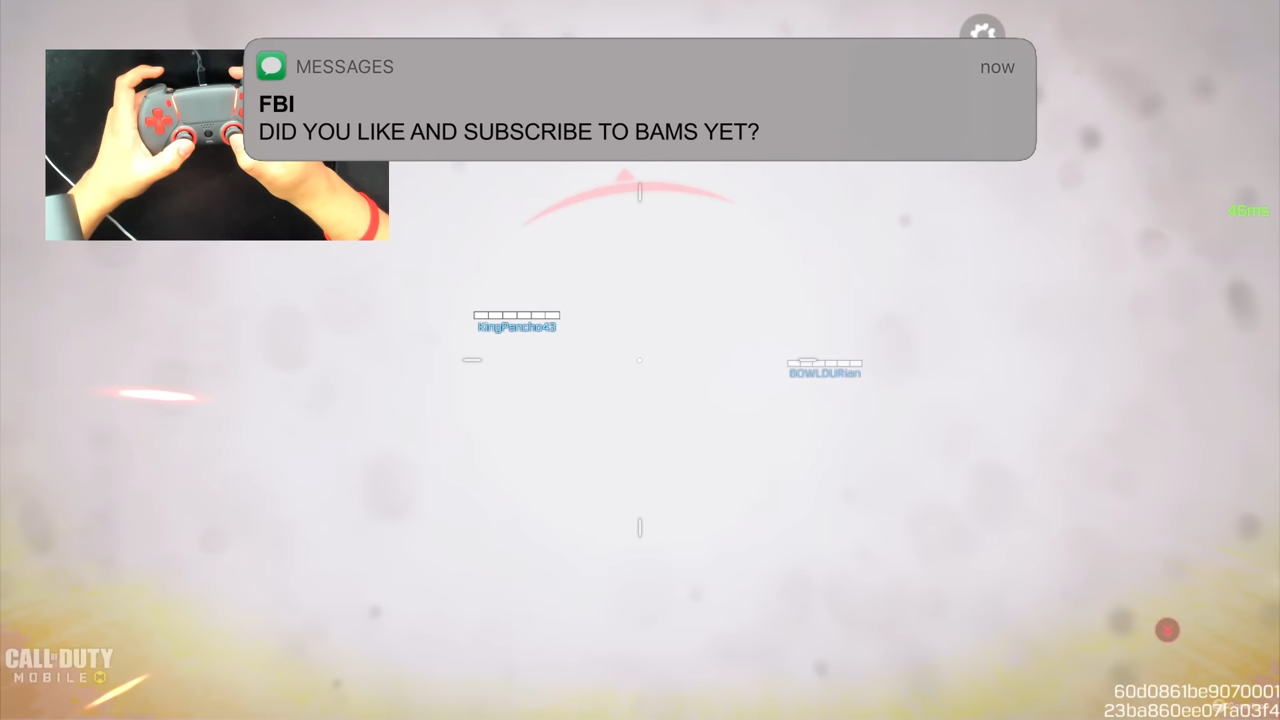 MESSAGES
now
FBI
DID YOU LIKE AND SUBSCRIBE TO BAMS YET?
46ms
KingPancho43
BOWLDURian
CALL OF DUTY
MOBILE
60d0861be9070001
23ba860ee07fa03f4